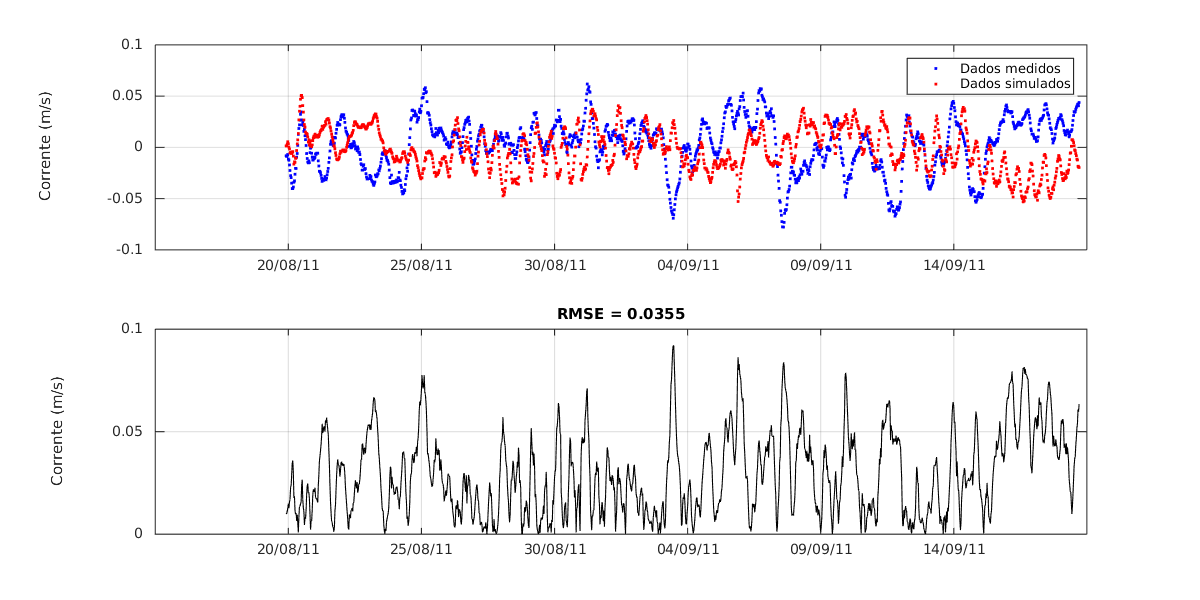 0.1
0.05
0
-0.05
-0.1
Corrente (m/s)
Dados medidos
Dados simulados
20/08/11 25/08/11 30/08/11 04/09/11 09/09/11 14/09/11
RMSE = 0.0355
0.1
0.05
0
Corrente (m/s)
20/08/11 25/08/11 30/08/11 04/09/11 09/09/11 14/09/11